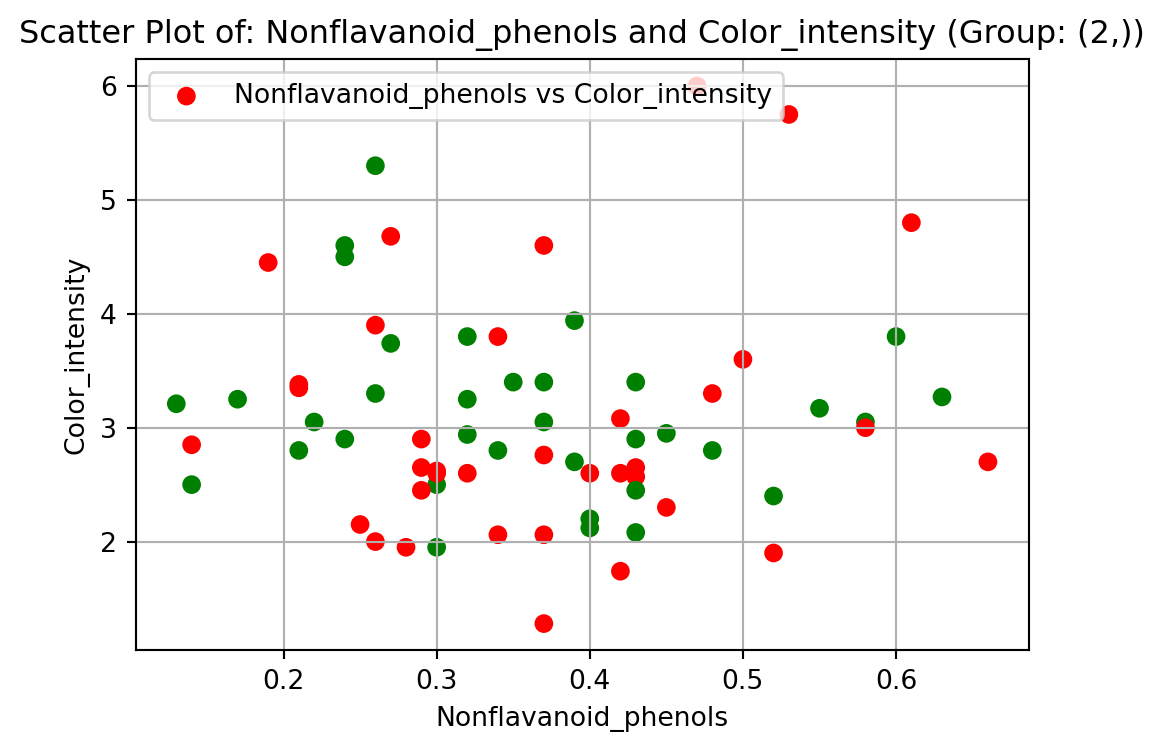 Scatter Plot of: Nonflavanoid_phenols and Color_intensity (Group: (2,))
Nonflavanoid_phenols vs Color_intensity
6
5
4
3
2
Color_intensity
0.2 0.3 0.4 0.5 0.6
Nonflavanoid_phenols